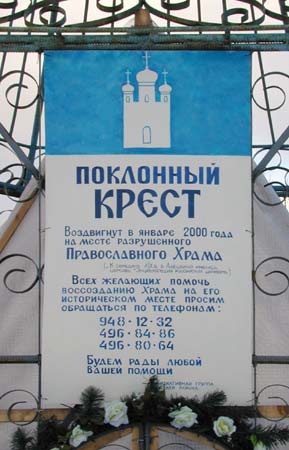 ПОКЛОННЫЙ
КРЕСТ
Воздвигнут в январе 2000 года
на месте разрушенного
Православного Храма
Всех желающих помочь
воссозданию Храма на его
историческом месте просим
обращаться по телефонам:
948-12-32
496-84-86
496-80-64
Будем рады любой
Вашей помощи
группа